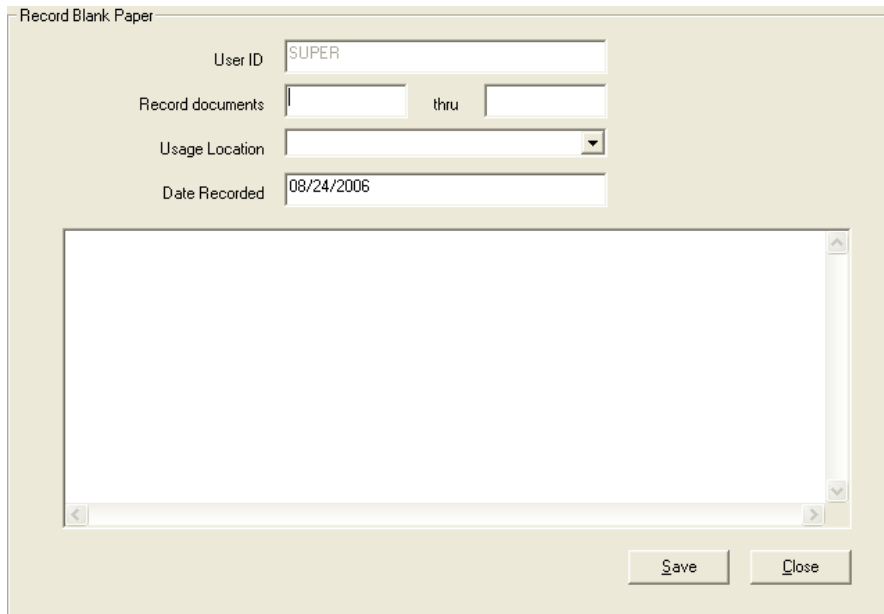 Record Blank Paper
User ID SUPER
Record documents thru
Usage Location
Date Recorded 08/24/2006
Save Close